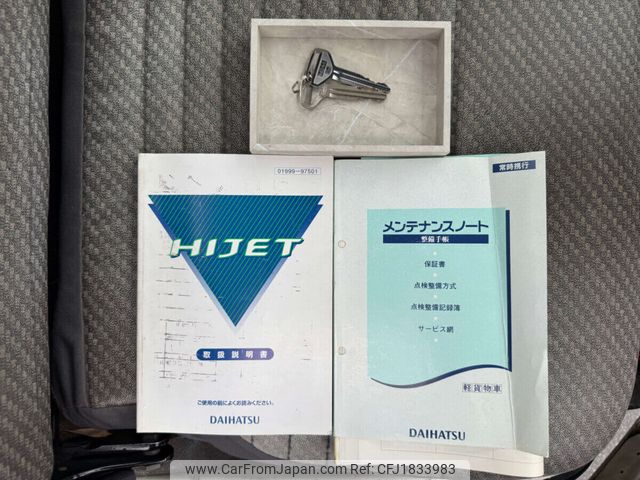 01999-97501
HIJET
取扱説明書
ご使用の前によくお読みください。
DAIHATSU
常時携行
メンテナンスノート
整備手帳
・保証書
・点検整備方式
・点検整備記録簿
・サービス網
軽貨物車
DAIHATSU
www.CarFromJapan.com - CFJ1833983